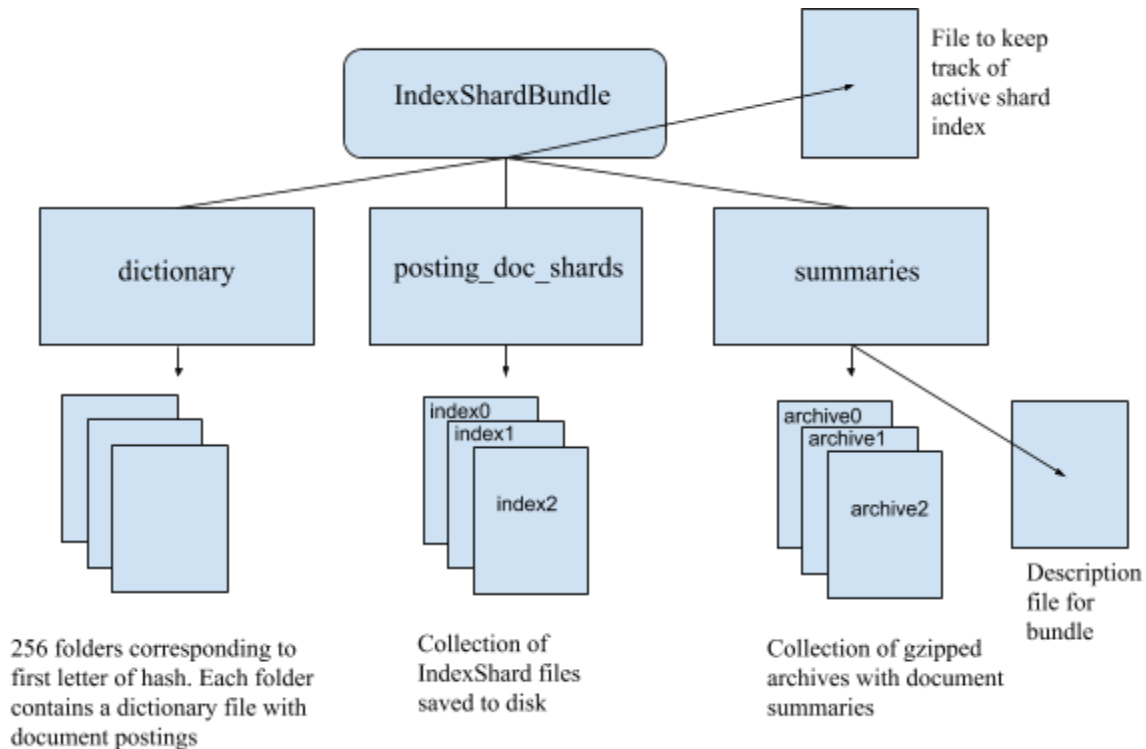 IndexShardBundle
File to keep
track of
active shard
index
dictionary
posting_doc_shards
summaries
index0
index1
index2
archive0
archive1
archive2
Description
file for
bundle
256 folders corresponding to
first letter of hash. Each folder
contains a dictionary file with
document postings
Collection of
IndexShard files
saved to disk
Collection of gzipped
archives with document
summaries